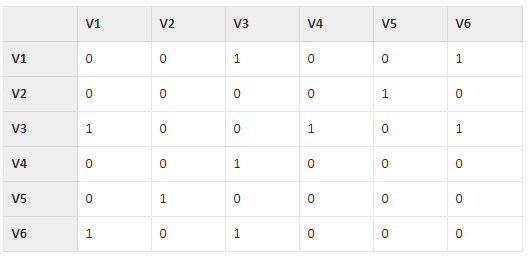 V1 V2 V3 V4 V5 V6
V1 0 0 1 0 0 1
V2 0 0 0 0 1 0
V3 1 0 0 1 0 1
V4 0 0 1 0 0 0
V5 0 1 0 0 0 0
V6 1 0 1 0 0 0